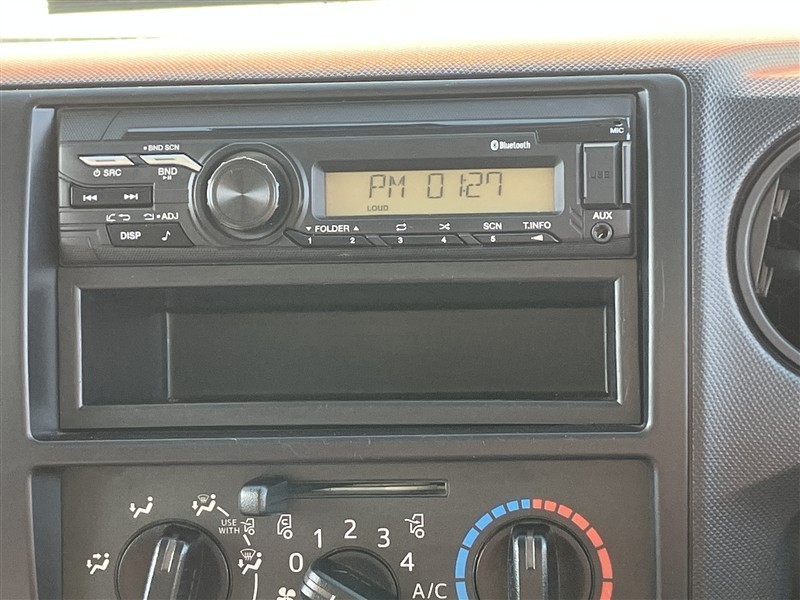 BND SCN
SRC
BND
ADJ
DISP
Bluetooth
MIC
PM 01:27
LOUD
USB
AUX
FOLDER
SCN
T.INFO
1 2 3 4 5
USE
WITH
0 1 2 3 4
A/C